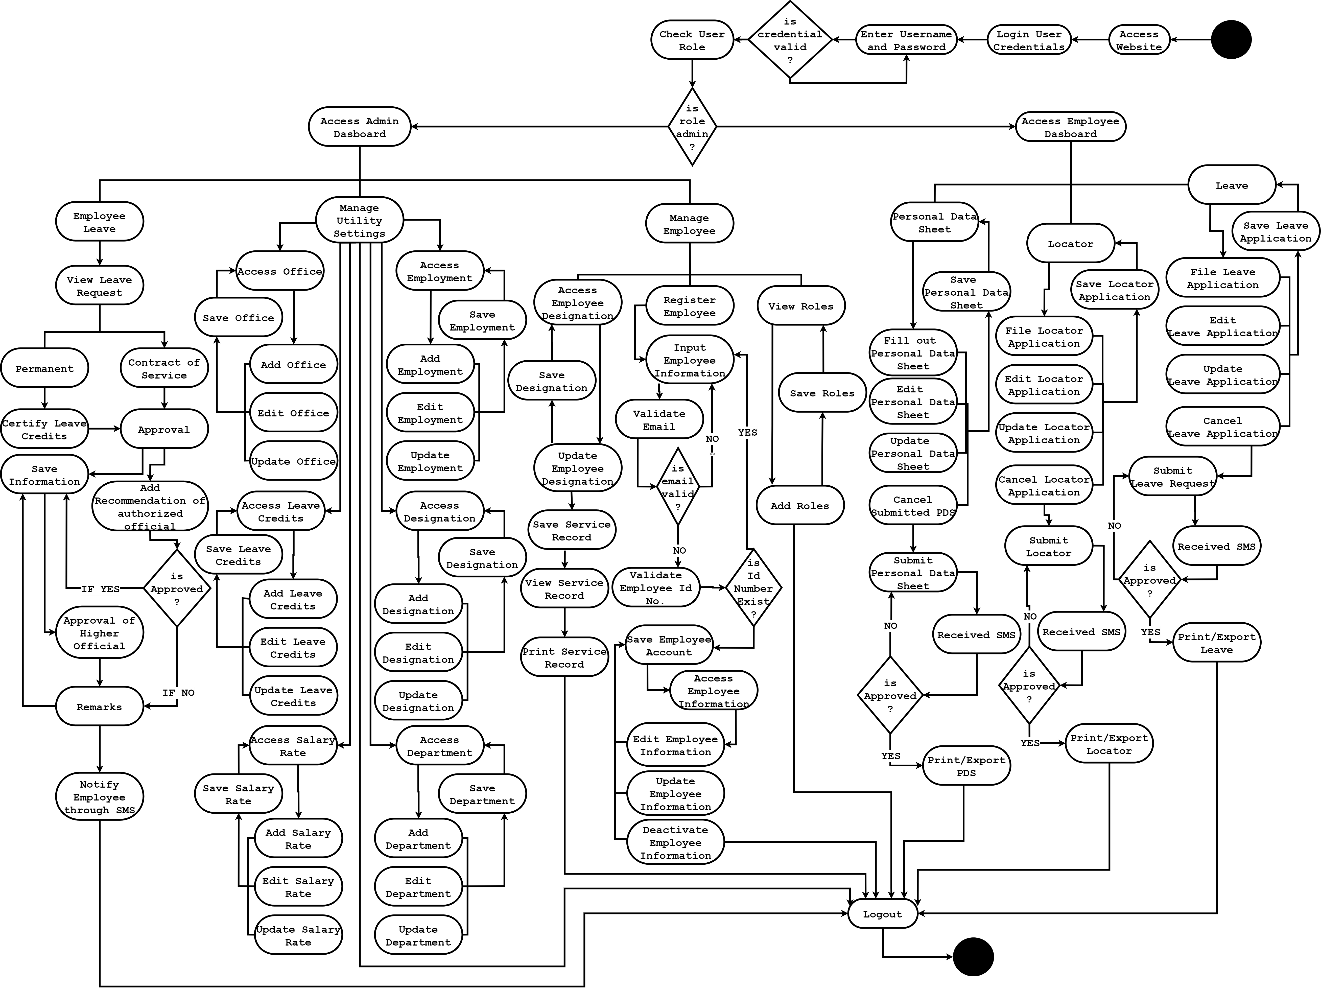 Check User
Role
is
credential
valid
?
Enter Username
and Password
Login User
Credentials
Access
Website
is
role
admin
?
Access Admin
Dasboard
Access Employee
Dasboard
Employee
Leave
View Leave
Request
Permanent
Contract of
Service
Certify Leave
Credits
Approval
Save
Information
Add
Recommendation of
authorized
official
is
Approved
?
IF YES
IF NO
Approval of
Higher
Official
Remarks
Notify
Employee
through SMS
Manage
Utility
Settings
Access Office
Save Office
Add Office
Edit Office
Update Office
Access Leave
Credits
Save Leave
Credits
Add Leave
Credits
Edit Leave
Credits
Update Leave
Credits
Access Salary
Rate
Save Salary
Rate
Add Salary
Rate
Edit Salary
Rate
Update Salary
Rate
Access
Employment
Save
Employment
Add
Employment
Edit
Employment
Update
Employment
Access
Designation
Save
Designation
Add
Designation
Edit
Designation
Update
Designation
Access
Department
Save
Department
Add
Department
Edit
Department
Update
Department
Manage
Employee
Access
Employee
Designation
Save
Designation
Update
Employee
Designation
Save Service
Record
View Service
Record
Print Service
Record
Register
Employee
Input
Employee
Information
Validate
Email
is
email
valid
?
NO
NO
YES
Validate
Employee Id
No.
is
Id
Number
Exist
?
Save Employee
Account
Access
Employee
Information
Edit Employee
Information
Update
Employee
Information
Deactivate
Employee
Information
View Roles
Save Roles
Add Roles
Personal Data
Sheet
Save
Personal Data
Sheet
Fill out
Personal Data
Sheet
Edit
Personal Data
Sheet
Update
Personal Data
Sheet
Cancel
Submitted PDS
Submit
Personal Data
Sheet
NO
Received SMS
is
Approved
?
YES
Print/Export
PDS
Locator
Save Locator
Application
File Locator
Application
Edit Locator
Application
Update Locator
Application
Cancel Locator
Application
Submit
Locator
NO
Received SMS
is
Approved
?
YES
Print/Export
Locator
Leave
Save Leave
Application
File Leave
Application
Edit
Leave Application
Update
Leave Application
Cancel
Leave Application
Submit
Leave Request
NO
Received SMS
is
Approved
?
YES
Print/Export
Leave
Logout